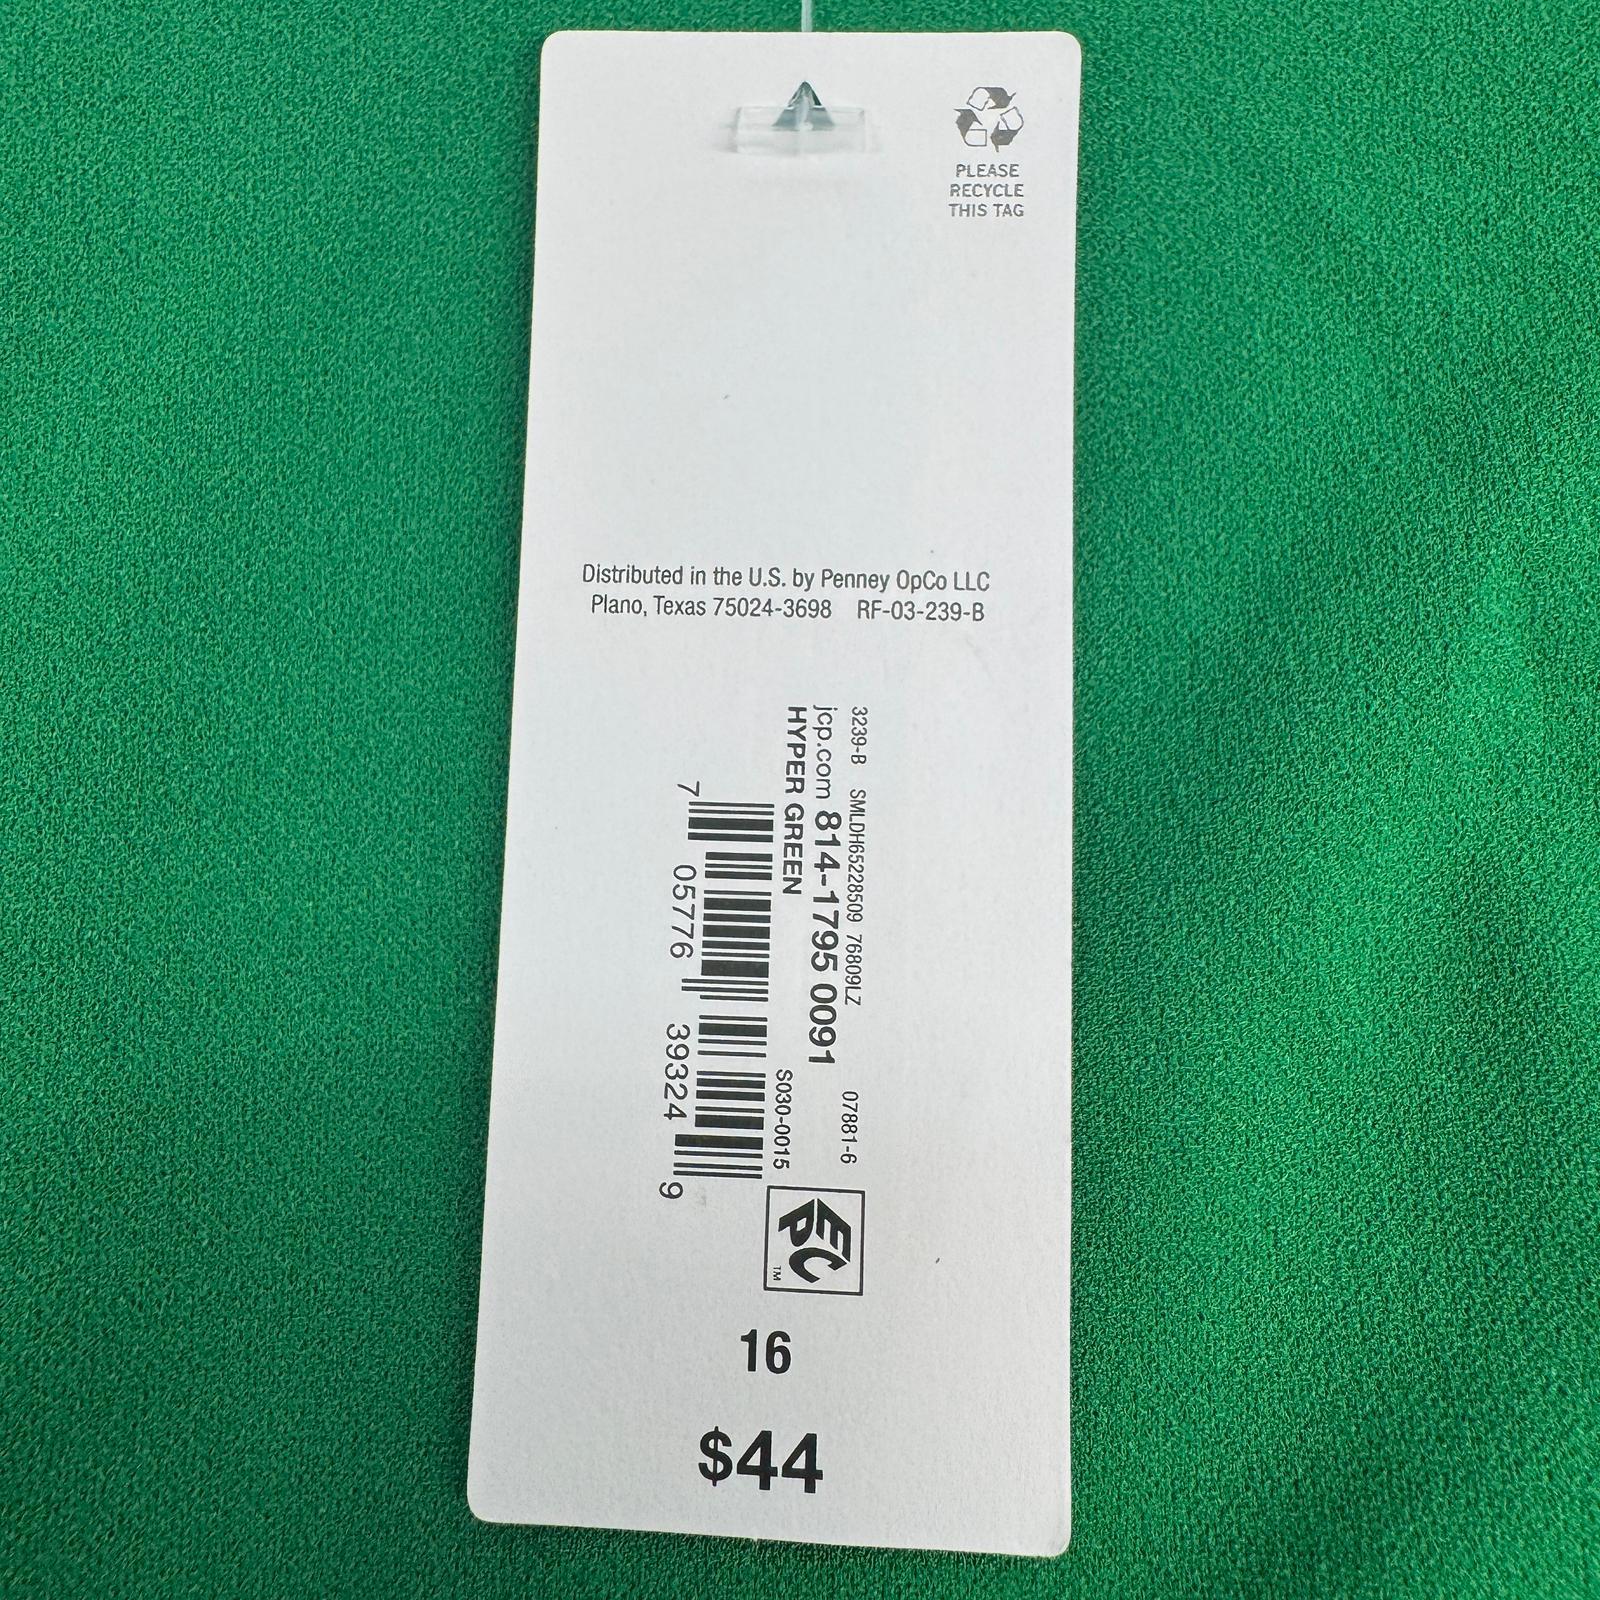 PLEASE
RECYCLE
THIS TAG
Distributed in the U.S. by Penney OpCo LLC
Plano, Texas 75024-3698 RF-03-239-B
3239-B SMLDH65228509 76809LZ 07881-6
jcp.com 814-1795 0091
HYPER GREEN S030-0015
7 05776 39324 9
EPC™
16
$44